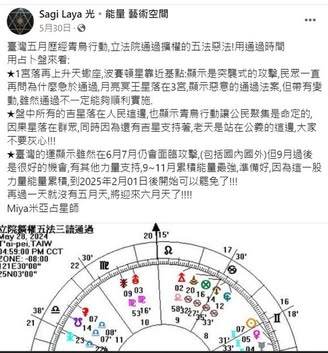 Sagi Laya 光。能量 藝術空間
5月30日
臺灣五月歷經青鳥行動,立法院通過擴權的五法惡法!用通過時間
用占卜盤來看:
★1宮落再上升天蠍座,波賽頓星靠近基點:顯示是突襲式的攻擊,民眾一直
再問為什麼急於通過,月亮冥王星落在3宮,顯示惡意的通過法案,但帶有變
動,雖然通過不一定能夠順利實施.
★盤中所有的吉星落在人民這邊,也顯示青鳥行動讓公民聚集是命定的,
因果星落在群眾,同時因為還有星支持著,老天是站在公義的這邊,大家
不要灰心!!!
★臺灣的運顯示雖然在6月7月仍會面臨攻擊,(包括國內國外)但9月過後
是很好的機會,有其他力量支持,9~11月累積能量最強,準備好,因為這一股
力量能量累積,到2025年2月01日後開始可以罷免了!!!
再過一天就沒有五月天,將迎來六月天了!!!!
Miya米亞占星師
立院擴權五法三讀通過
May 28, 2024
T'ai-pei,TAIW
04:59:00 PM CCT
ZONE: -08:00
121E30'00"
25N03'00"